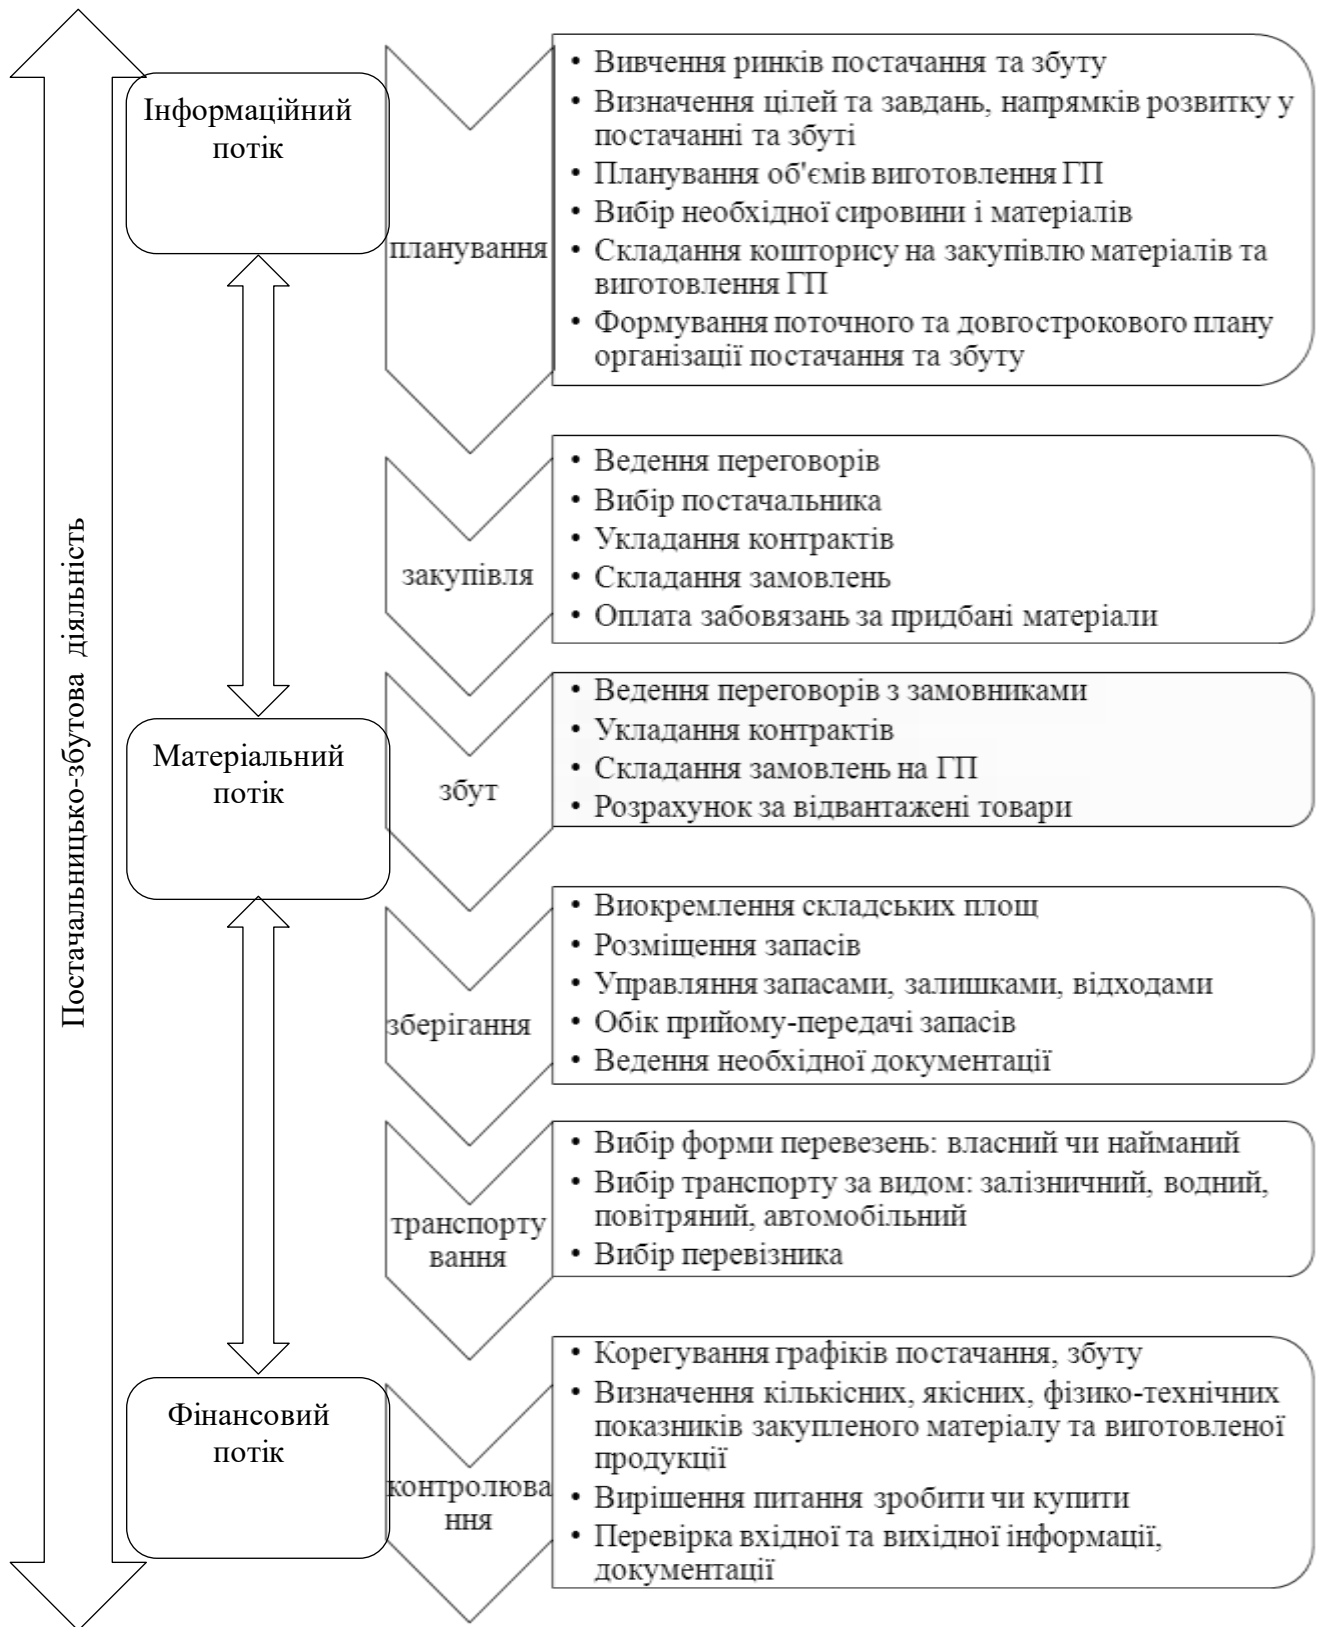 Постачальницько-збутова діяльність
Інформаційний
потік
Матеріальний
потік
Фінансовий
потік
планування
• Вивчення ринків постачання та збуту
• Визначення цілей та завдань, напрямків розвитку у
постачанні та збуті
• Планування об'ємів виготовлення ГП
• Вибір необхідної сировини і матеріалів
• Складання кошторису на закупівлю матеріалів та
виготовлення ГП
• Формування поточного та довгострокового плану
організації постачання та збуту
закупівля
• Ведення переговорів
• Вибір постачальника
• Укладання контрактів
• Складання замовлень
• Оплата забовязань за придбані матеріали
збут
• Ведення переговорів з замовниками
• Укладання контрактів
• Складання замовлень на ГП
• Розрахунок за відвантажені товари
зберігання
• Виокремлення складських площ
• Розміщення запасів
• Управляння запасами, залишками, відходами
• Обік прийому-передачі запасів
• Ведення необхідної документації
транспорту
вання
• Вибір форми перевезень: власний чи найманий
• Вибір транспорту за видом: залізничний, водний,
повітряний, автомобільний
• Вибір перевізника
контролюва
ння
• Корегування графіків постачання, збуту
• Визначення кількісних, якісних, фізико-технічних
показників закупленого матеріалу та виготовленої
продукції
• Вирішення питання зробити чи купити
• Перевірка вхідної та вихідної інформації,
документації